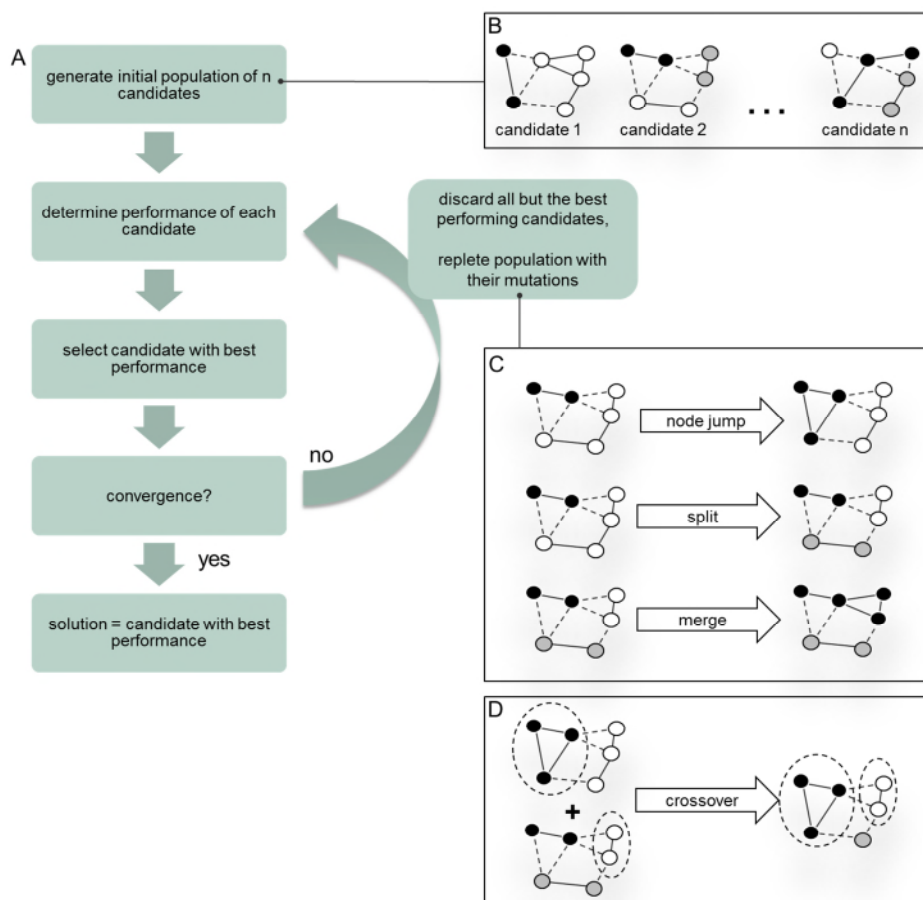 A
generate initial population of n
candidates
determine performance of each
candidate
select candidate with best
performance
convergence?
no
yes
solution = candidate with best
performance
discard all but the best
performing candidates,
replete population with
their mutations
B
candidate 1
candidate 2
...
candidate n
C
node jump
split
merge
D
+
crossover